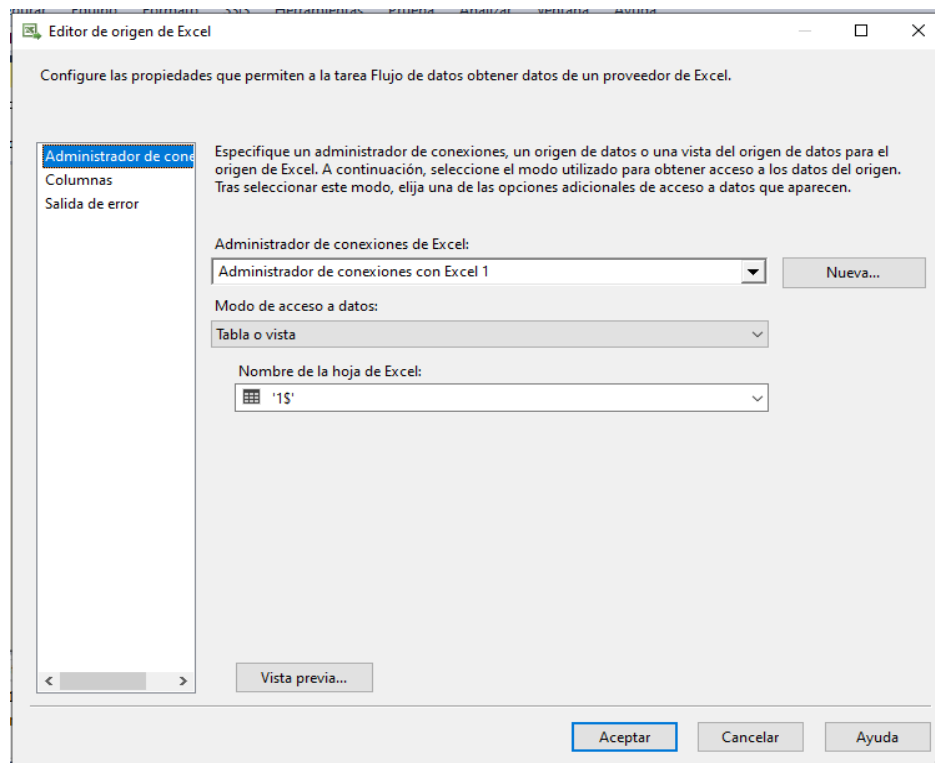 Editor de origen de Excel
Configure las propiedades que permiten a la tarea Flujo de datos obtener datos de un proveedor de Excel.
Administrador de cone
Columnas
Salida de error
Especifique un administrador de conexiones, un origen de datos o una vista del origen de datos para el
origen de Excel. A continuación, seleccione el modo utilizado para obtener acceso a los datos del origen.
Tras seleccionar este modo, elija una de las opciones adicionales de acceso a datos que aparecen.
Administrador de conexiones de Excel:
Administrador de conexiones con Excel 1
Nueva...
Modo de acceso a datos:
Tabla o vista
Nombre de la hoja de Excel:
'1$'
Vista previa...
Aceptar
Cancelar
Ayuda